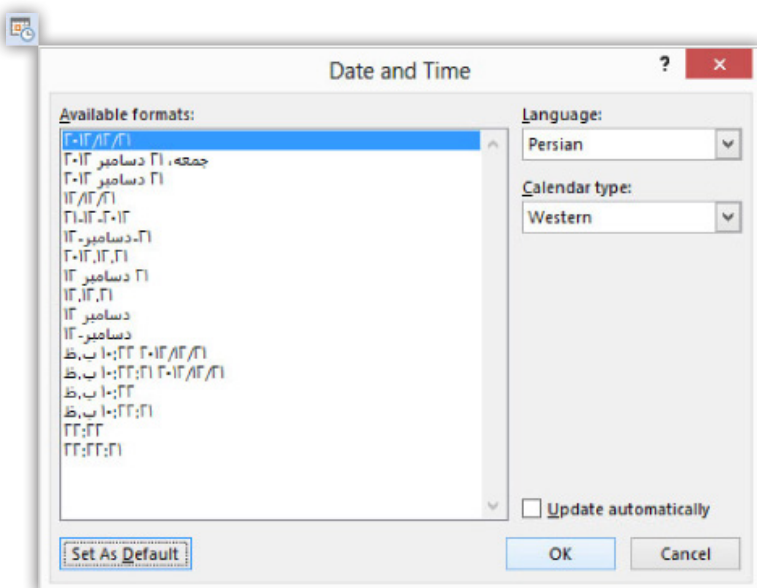 Date and Time
?
Available formats:
۲۰۱۲/۱۲/۲۱
جمعه، ۲۱ دسامبر ۲۰۱۲
۲۱ دسامبر ۲۰۱۲
۱۲/۱۲/۲۱
۲۱-۱۲-۲۰۱۲
۲۱-دسامبر-۱۲
۲۰۱۲,۱۲,۲۱
۲۱ دسامبر ۱۲
۱۲,۱۲,۲۱
دسامبر ۱۲
دسامبر-۱۲
۲۰۱۲/۱۲/۲۱ ۱۰:۲۲ ب.ظ
۲۰۱۲/۱۲/۲۱ ۱۰:۲۲:۲۱ ب.ظ
۱۰:۲۲ ب.ظ
۱۰:۲۲:۲۱ ب.ظ
۲۲:۲۲
۲۲:۲۲:۲۱
Language:
Persian
Calendar type:
Western
Update automatically
Set As Default
OK
Cancel